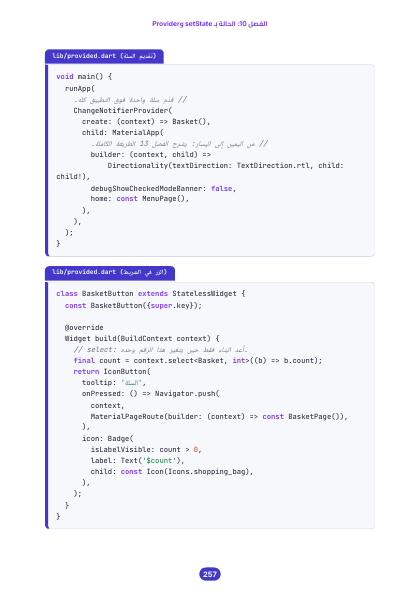 الفصل 10: الحالة بـ setState وProvider
lib/provided.dart (تقديم السلة)
void main() {
runApp(
// قدّم سلة واحدة فوق التطبيق كله.
ChangeNotifierProvider(
create: (context) => Basket(),
child: MaterialApp(
// من اليمين إلى اليسار: يشرح الفصل 13 الطريقة الكاملة.
builder: (context, child) =>
Directionality(textDirection: TextDirection.rtl, child:
child!),
debugShowCheckedModeBanner: false,
home: const MenuPage(),
),
),
);
}
lib/provided.dart (الزر في الشريط)
class BasketButton extends StatelessWidget {
const BasketButton({super.key});
@override
Widget build(BuildContext context) {
// select: أعد البناء فقط حين يتغير هذا الرقم وحده.
final count = context.select<Basket, int>((b) => b.count);
return IconButton(
tooltip: 'السلة',
onPressed: () => Navigator.push(
context,
MaterialPageRoute(builder: (context) => const BasketPage()),
),
icon: Badge(
isLabelVisible: count > 0,
label: Text('$count'),
child: const Icon(Icons.shopping_bag),
),
);
}
}
257